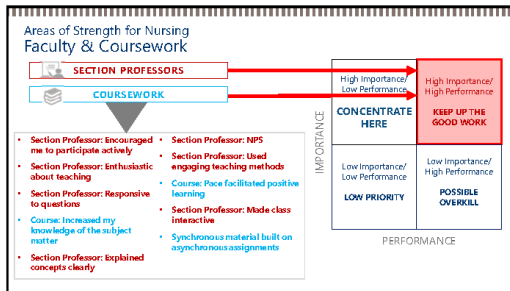 Areas of Strength for Nursing
Faculty & Coursework
SECTION PROFESSORS
COURSEWORK
• Section Professor: Encouraged
me to participate actively
• Section Professor: Enthusiastic
about teaching
• Section Professor: Responsive
to questions
• Course: Increased my
knowledge of the subject
matter
• Section Professor: Explained
concepts clearly
• Section Professor: NPS
• Section Professor: Used
engaging teaching methods
• Course: Pace facilitated positive
learning
• Section Professor: Made class
interactive
• Synchronous material built on
asynchronous assignments
IMPORTANCE
High Importance/
Low Performance
CONCENTRATE
HERE
High Importance/
High Performance
KEEP UP THE
GOOD WORK
Low Importance/
Low Performance
LOW PRIORITY
Low Importance/
High Performance
POSSIBLE
OVERKILL
PERFORMANCE